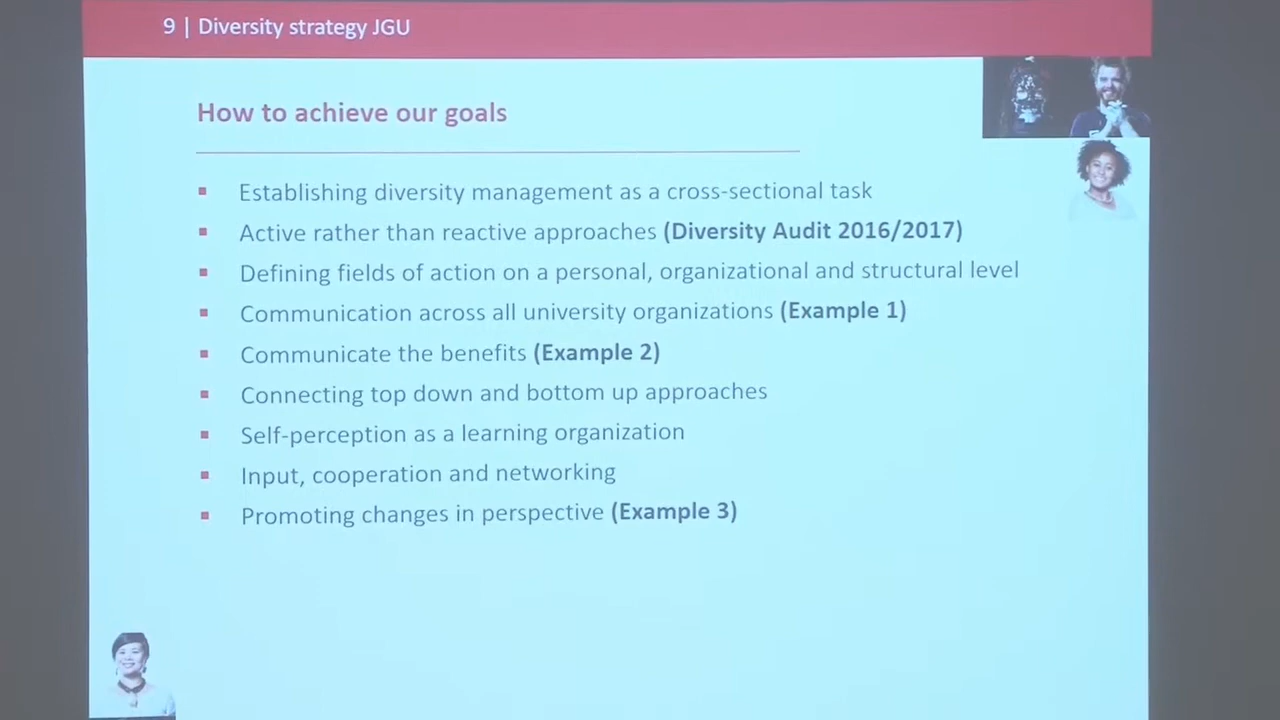 9 | Diversity strategy JGU
How to achieve our goals
▪ Establishing diversity management as a cross-sectional task
▪ Active rather than reactive approaches (Diversity Audit 2016/2017)
▪ Defining fields of action on a personal, organizational and structural level
▪ Communication across all university organizations (Example 1)
▪ Communicate the benefits (Example 2)
▪ Connecting top down and bottom up approaches
▪ Self-perception as a learning organization
▪ Input, cooperation and networking
▪ Promoting changes in perspective (Example 3)